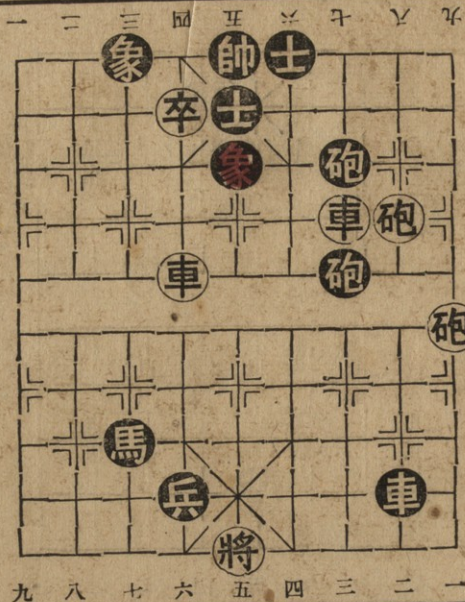 一 二 三 四 五 六 七 八 九
象 帥 士
卒 士
象 砲
車 砲
車 砲
砲
馬
兵 車
將
九 八 七 六 五 四 三 二 一